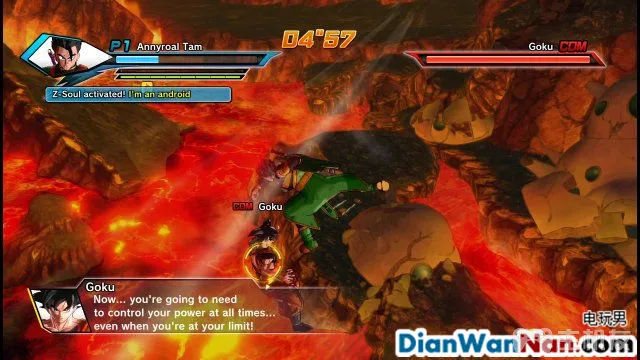 P1 Annyroal Tam
04"57
Goku COM
Z-Soul activated! I'm an android
COM Goku
Goku
Now... you're going to need
to control your power at all times...
even when you're at your limit!
电玩男
DianWanNan.com